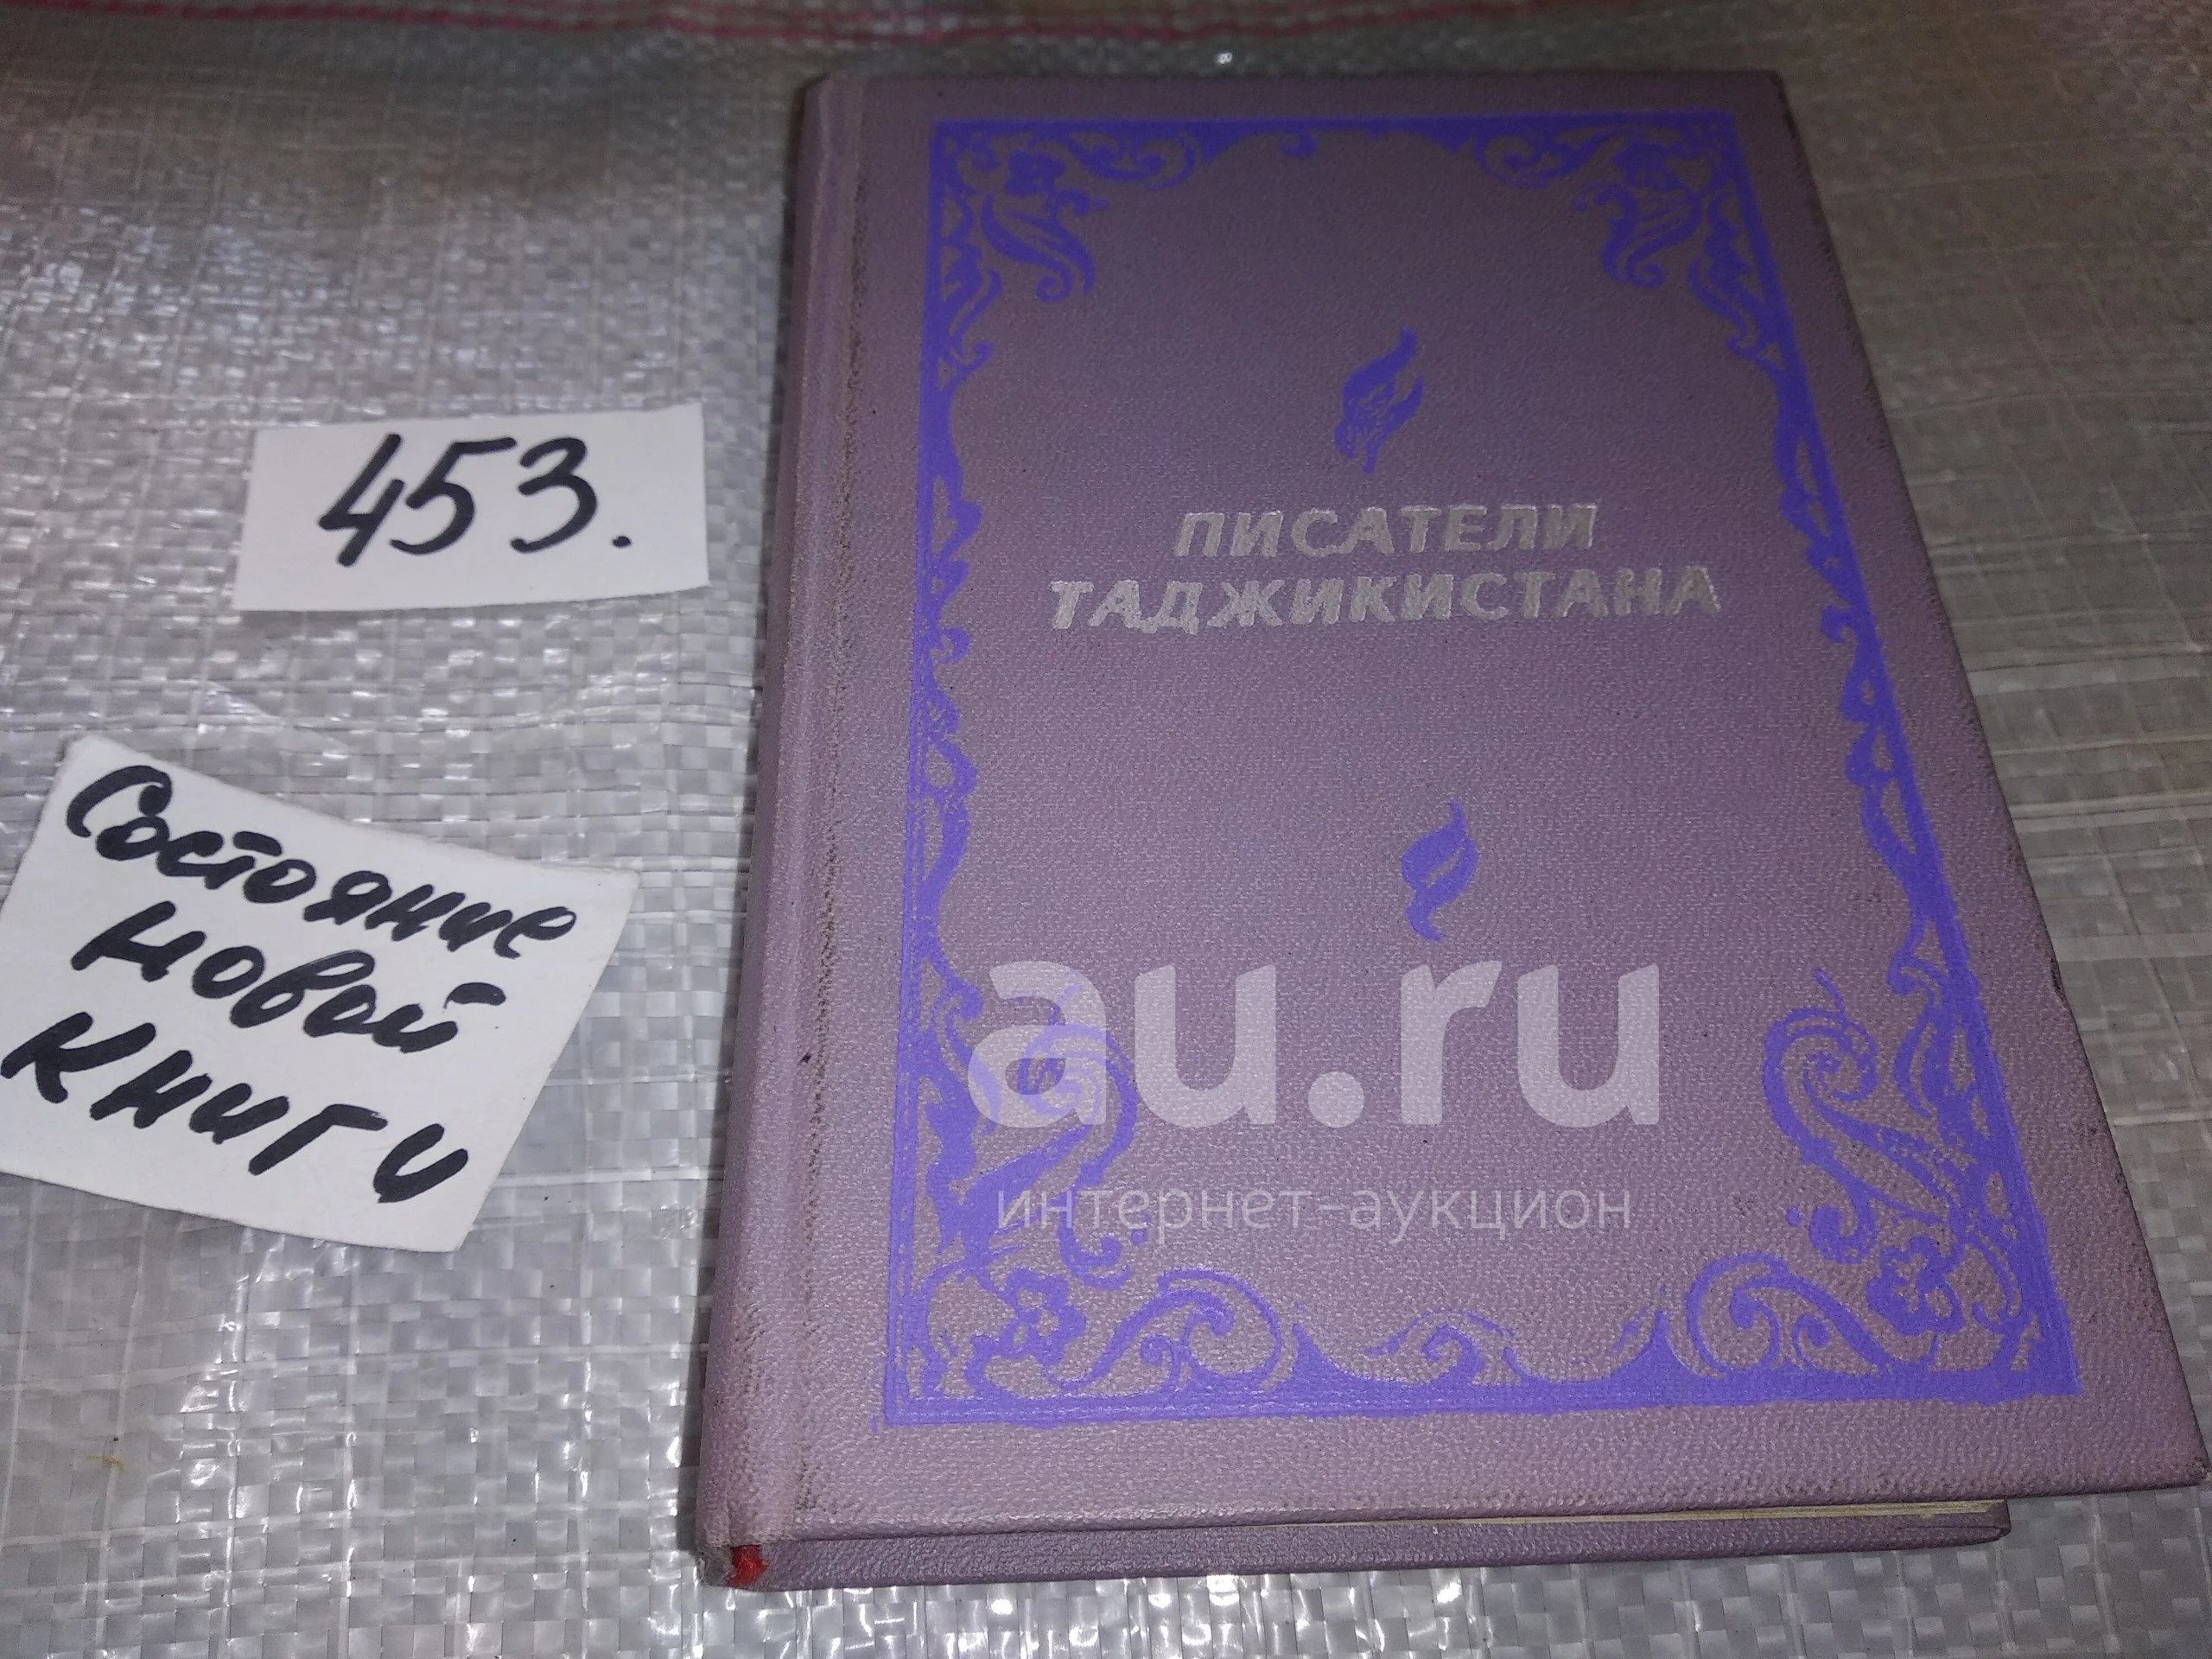 453.
Состояние
новой
книги
ПИСАТЕЛИ
ТАДЖИКИСТАНА
au.ru
интернет-аукцион